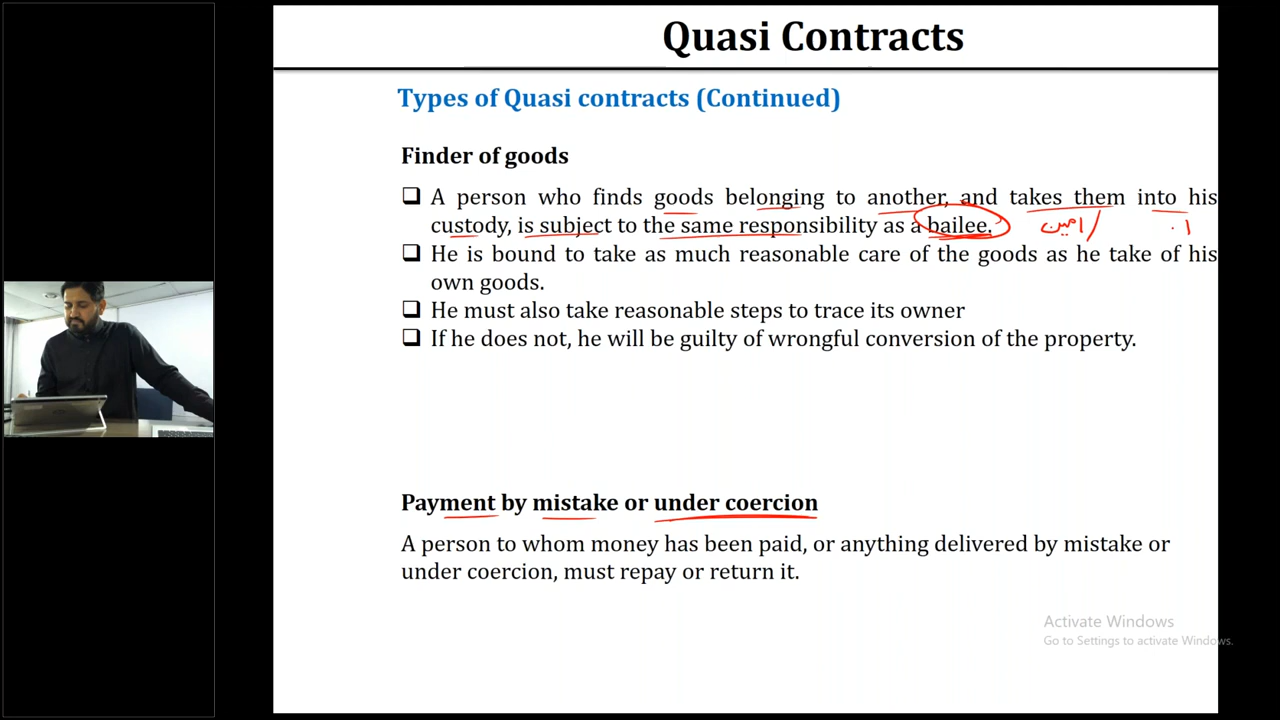 Quasi Contracts
Types of Quasi contracts (Continued)
Finder of goods
❑ A person who finds goods belonging to another, and takes them into his
custody, is subject to the same responsibility as a bailee. امین
❑ He is bound to take as much reasonable care of the goods as he take of his
own goods.
❑ He must also take reasonable steps to trace its owner
❑ If he does not, he will be guilty of wrongful conversion of the property.
Payment by mistake or under coercion
A person to whom money has been paid, or anything delivered by mistake or
under coercion, must repay or return it.
Activate Windows
Go to Settings to activate Windows.